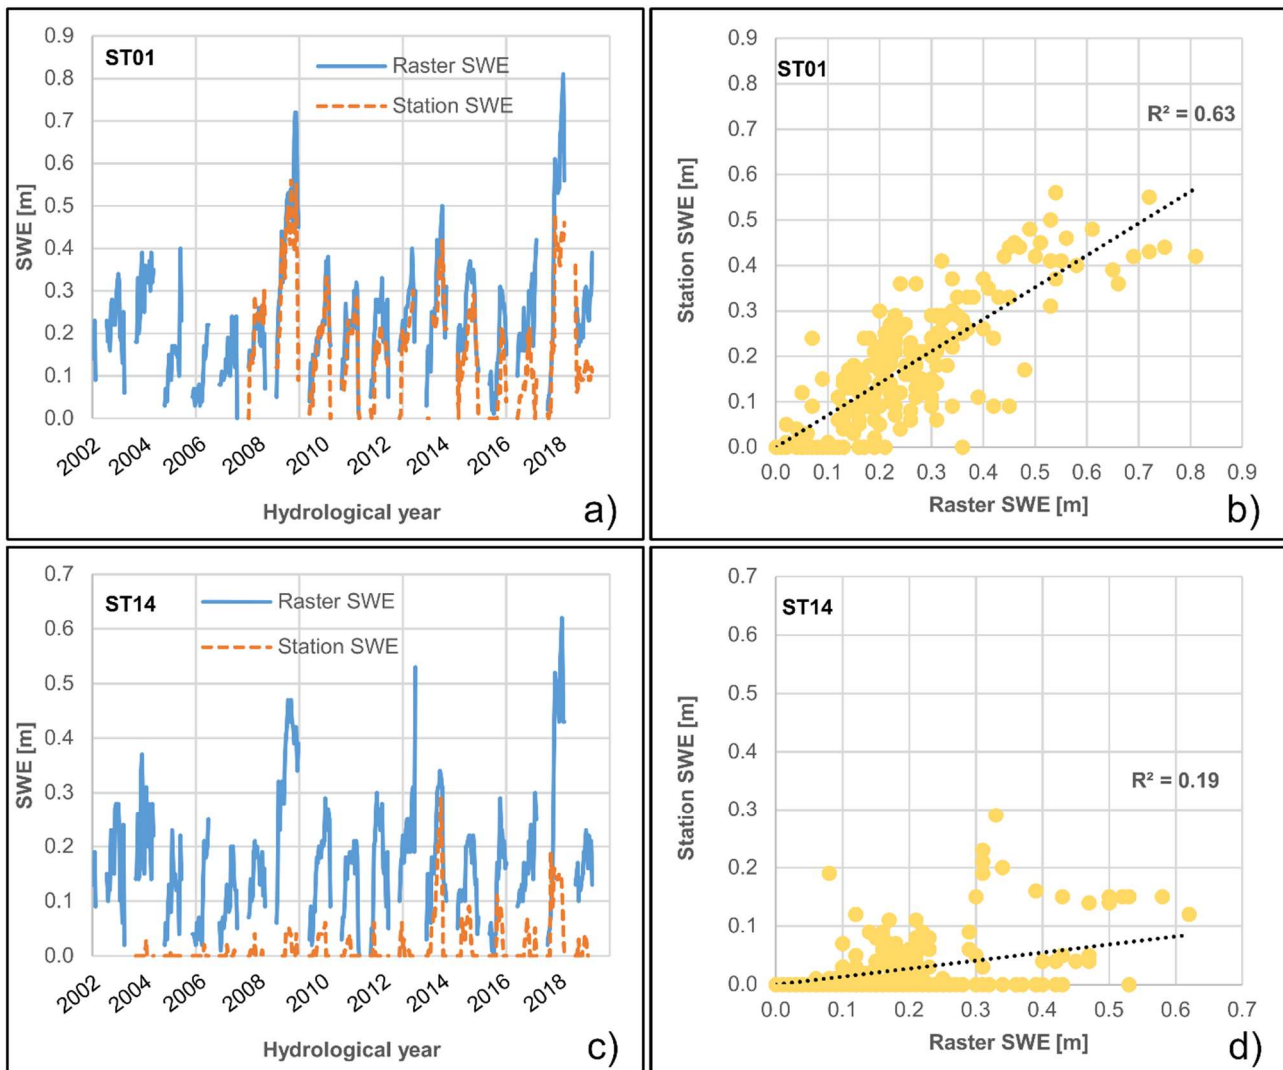 ST01
Raster SWE
Station SWE
SWE [m]
0.9
0.8
0.7
0.6
0.5
0.4
0.3
0.2
0.1
0.0
2002
2004
2006
2008
2010
2012
2014
2016
2018
Hydrological year
a)
ST01
R² = 0.63
Station SWE [m]
0.9
0.8
0.7
0.6
0.5
0.4
0.3
0.2
0.1
0.0
0.0 0.1 0.2 0.3 0.4 0.5 0.6 0.7 0.8 0.9
Raster SWE [m]
b)
ST14
Raster SWE
Station SWE
SWE [m]
0.7
0.6
0.5
0.4
0.3
0.2
0.1
0.0
2002
2004
2006
2008
2010
2012
2014
2016
2018
Hydrological year
c)
ST14
R² = 0.19
Station SWE [m]
0.7
0.6
0.5
0.4
0.3
0.2
0.1
0.0
0.0 0.1 0.2 0.3 0.4 0.5 0.6 0.7
Raster SWE [m]
d)